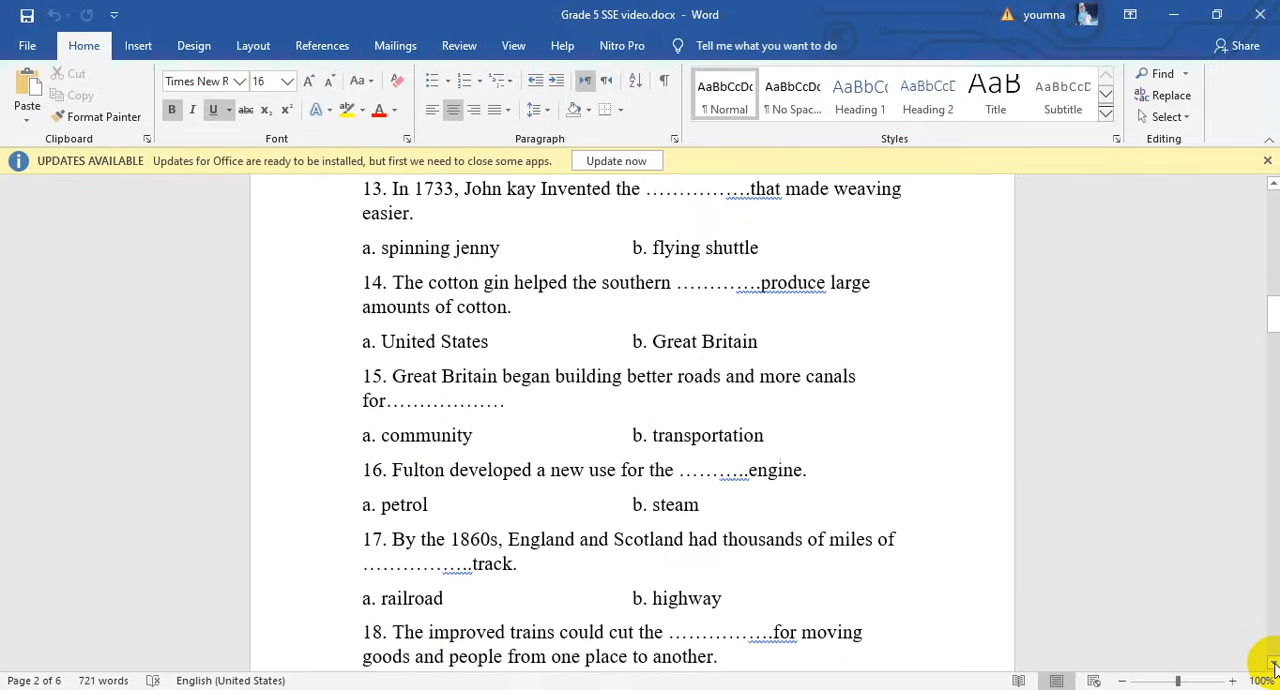 Grade 5 SSE video.docx - Word
youmna
File Home Insert Design Layout References Mailings Review View Help Nitro Pro Tell me what you want to do Share
Paste
Cut
Copy
Format Painter
Clipboard
Times New R 16
Aa
B I U abc x₂ x²
Font
Paragraph
AaBbCcDc AaBbCcDc AaBbCc AaBbCcD AaB AaBbCcD
¶ Normal ¶ No Spac... Heading 1 Heading 2 Title Subtitle
Styles
Find
Replace
Select
Editing
UPDATES AVAILABLE Updates for Office are ready to be installed, but first we need to close some apps. Update now
13. In 1733, John kay Invented the ……………..that made weaving
easier.
a. spinning jenny b. flying shuttle
14. The cotton gin helped the southern ………….produce large
amounts of cotton.
a. United States b. Great Britain
15. Great Britain began building better roads and more canals
for………………
a. community b. transportation
16. Fulton developed a new use for the ………..engine.
a. petrol b. steam
17. By the 1860s, England and Scotland had thousands of miles of
……………..track.
a. railroad b. highway
18. The improved trains could cut the …………….for moving
goods and people from one place to another.
Page 2 of 6 721 words English (United States) 100%